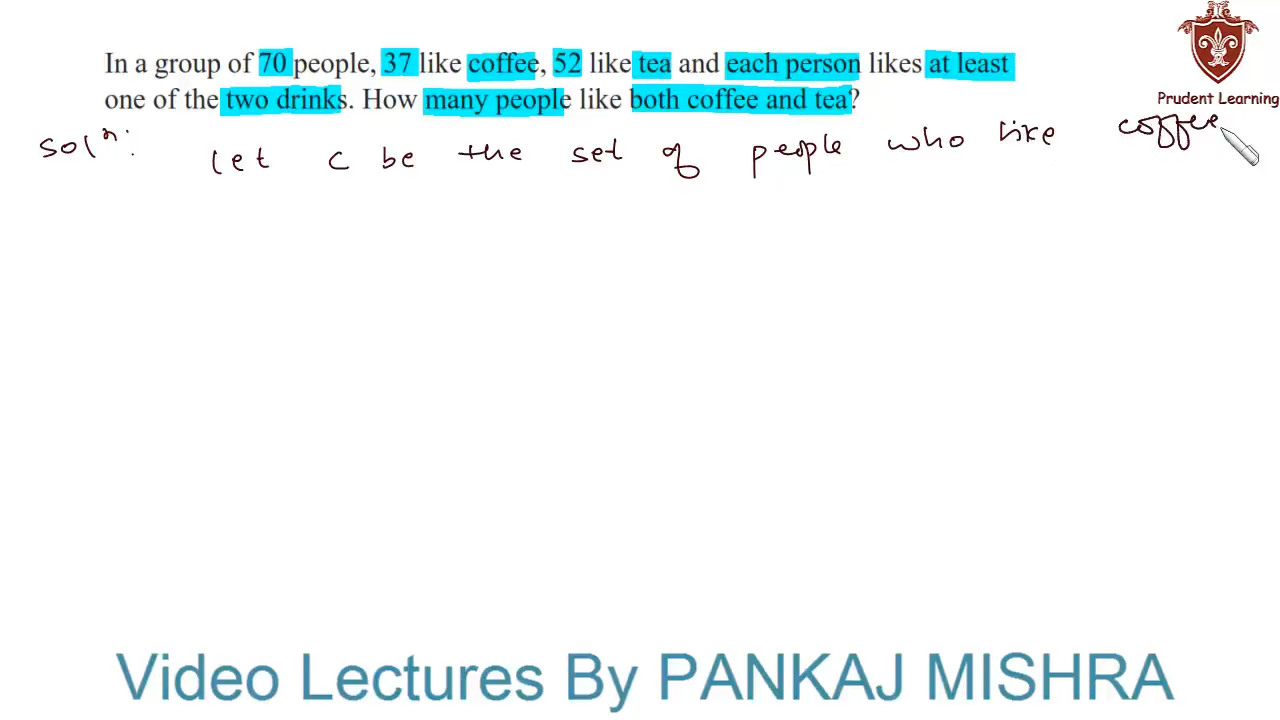 In a group of 70 people, 37 like coffee, 52 like tea and each person likes at least
one of the two drinks. How many people like both coffee and tea?
Prudent Learning
Solⁿ: Let C be the set of people who like coffee
Video Lectures By PANKAJ MISHRA